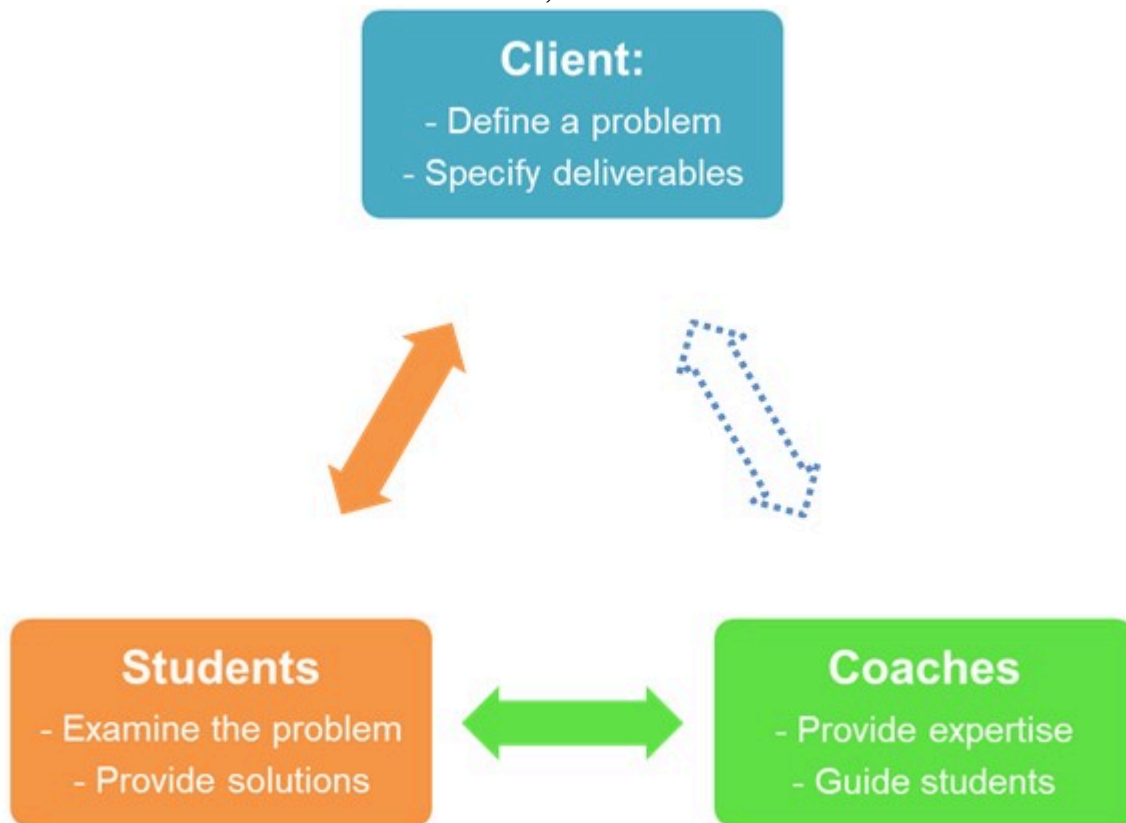 Client:
- Define a problem
- Specify deliverables
Students
- Examine the problem
- Provide solutions
Coaches
- Provide expertise
- Guide students